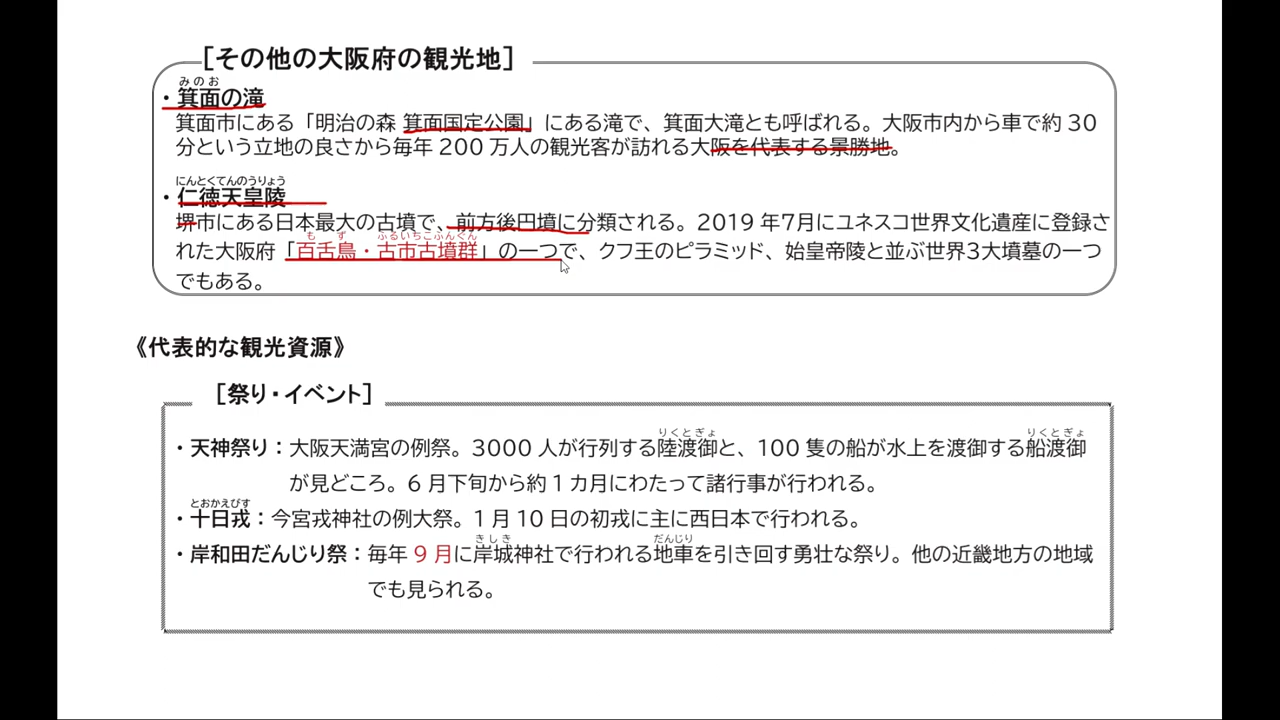 ［その他の大阪府の観光地］
みのお
・箕面の滝
箕面市にある「明治の森 箕面国定公園」にある滝で、箕面大滝とも呼ばれる。大阪市内から車で約 30
分という立地の良さから毎年 200 万人の観光客が訪れる大阪を代表する景勝地。
にんとくてんのうりょう
・仁徳天皇陵
堺市にある日本最大の古墳で、前方後円墳に分類される。2019 年7月にユネスコ世界文化遺産に登録さ
もず ふるいちこふんぐん
れた大阪府「百舌鳥・古市古墳群」の一つで、クフ王のピラミッド、始皇帝陵と並ぶ世界3大墳墓の一つ
でもある。
《代表的な観光資源》
［祭り・イベント］
りくとぎょ りくとぎょ
・天神祭り：大阪天満宮の例祭。3000 人が行列する陸渡御と、100 隻の船が水上を渡御する船渡御
が見どころ。6 月下旬から約1カ月にわたって諸行事が行われる。
とおかえびす
・十日戎：今宮戎神社の例大祭。1月10 日の初戎に主に西日本で行われる。
きしき だんじり
・岸和田だんじり祭：毎年 9 月に岸城神社で行われる地車を引き回す勇壮な祭り。他の近畿地方の地域
でも見られる。